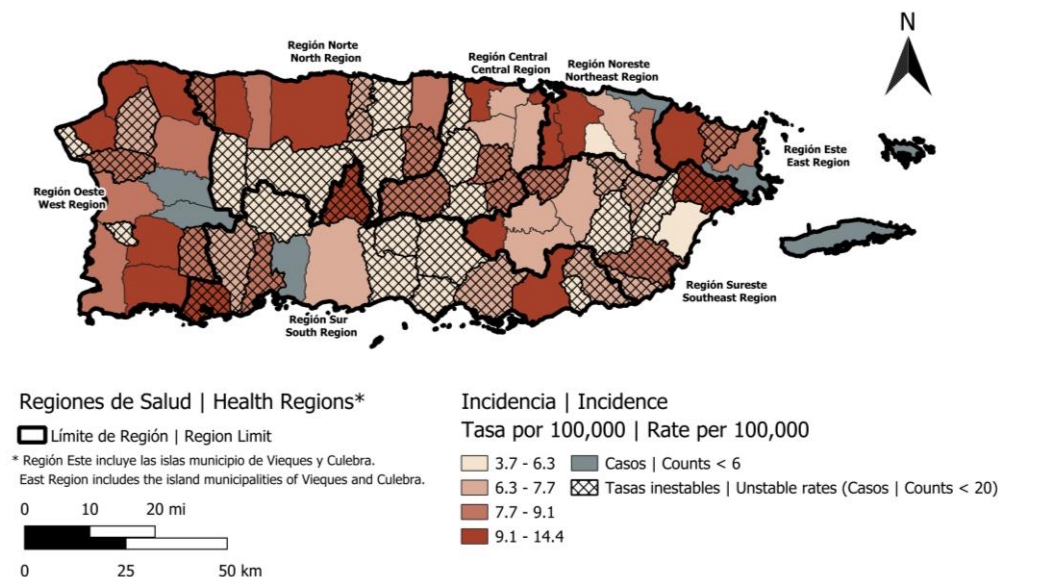 N
Región Norte
North Region
Región Central
Central Region
Región Noreste
Northeast Region
Región Este
East Region
Región Oeste
West Region
Región Sureste
Southeast Region
Región Sur
South Region
Regiones de Salud | Health Regions*
Límite de Región | Region Limit
* Región Este incluye las islas municipio de Vieques y Culebra.
East Region includes the island municipalities of Vieques and Culebra.
0 10 20 mi
0 25 50 km
Incidencia | Incidence
Tasa por 100,000 | Rate per 100,000
3.7 - 6.3
6.3 - 7.7
7.7 - 9.1
9.1 - 14.4
Casos | Counts < 6
Tasas inestables | Unstable rates (Casos | Counts < 20)